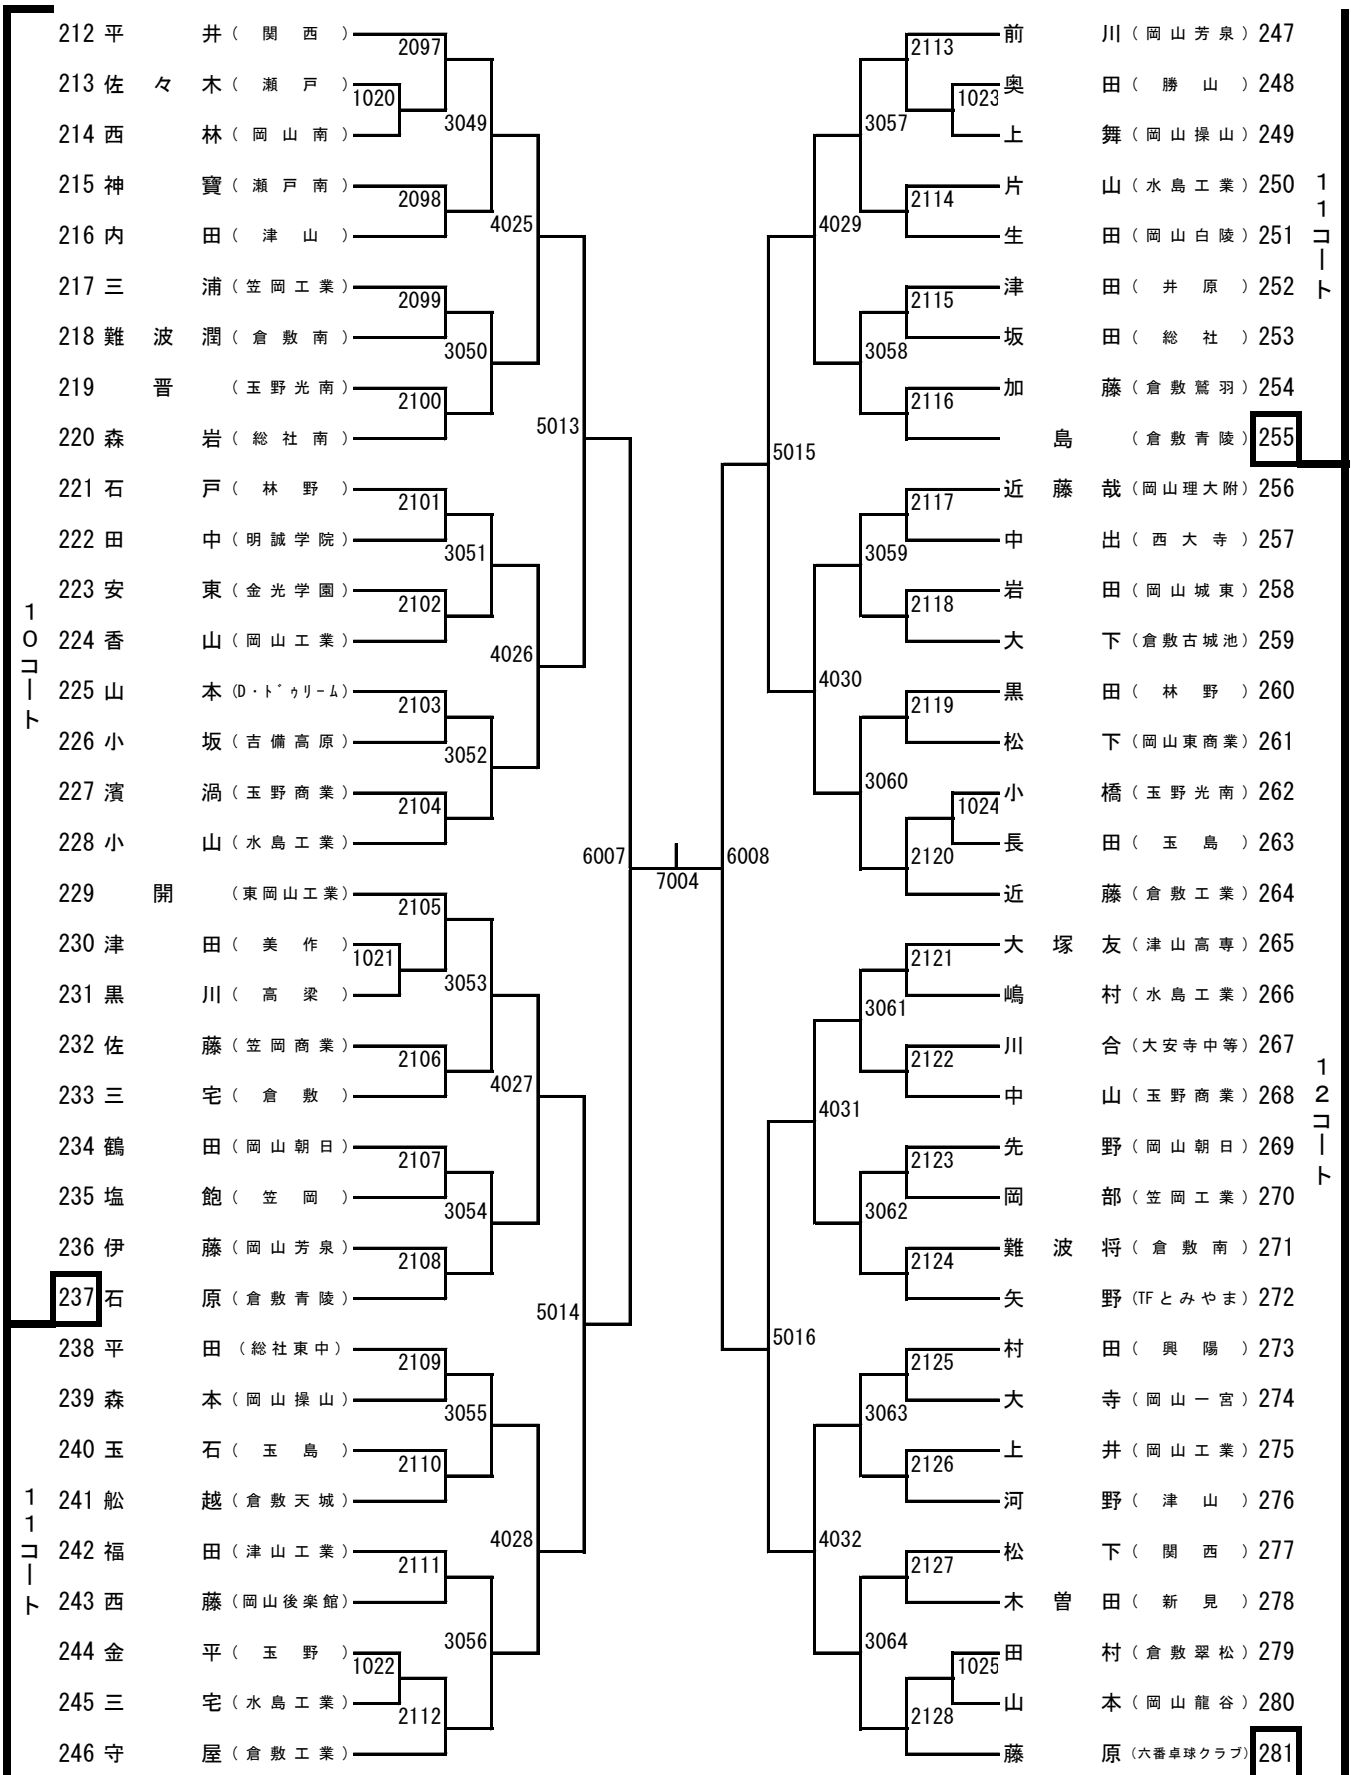 212 平 井 ( 関 西 )
2097
213 佐 々 木 ( 瀬 戸 )
1020
214 西 林 ( 岡 山 南 )
3049
215 神 寶 ( 瀬 戸 南 )
2098
216 内 田 ( 津 山 )
4025
217 三 浦 ( 笠 岡 工 業 )
2099
218 難 波 潤 ( 倉 敷 南 )
3050
219 晋 ( 玉 野 光 南 )
2100
220 森 岩 ( 総 社 南 )
5013
221 石 戸 ( 林 野 )
2101
222 田 中 ( 明 誠 学 院 )
3051
223 安 東 ( 金 光 学 園 )
2102
224 香 山 ( 岡 山 工 業 )
4026
225 山 本 (D・ドゥリーム)
2103
226 小 坂 ( 吉 備 高 原 )
3052
227 濱 渦 ( 玉 野 商 業 )
2104
228 小 山 ( 水 島 工 業 )
6007
7004
229 開 ( 東 岡 山 工 業 )
2105
230 津 田 ( 美 作 )
1021
231 黒 川 ( 高 梁 )
3053
232 佐 藤 ( 笠 岡 商 業 )
2106
233 三 宅 ( 倉 敷 )
4027
234 鶴 田 ( 岡 山 朝 日 )
2107
235 塩 飽 ( 笠 岡 )
3054
236 伊 藤 ( 岡 山 芳 泉 )
2108
237 石 原 ( 倉 敷 青 陵 )
5014
238 平 田 ( 総 社 東 中 )
2109
239 森 本 ( 岡 山 操 山 )
3055
240 玉 石 ( 玉 島 )
2110
241 舩 越 ( 倉 敷 天 城 )
4028
242 福 田 ( 津 山 工 業 )
2111
243 西 藤 ( 岡 山 後 楽 館 )
3056
244 金 平 ( 玉 野 )
1022
245 三 宅 ( 水 島 工 業 )
2112
246 守 屋 ( 倉 敷 工 業 )
10コート
11コート
前 川 ( 岡 山 芳 泉 ) 247
2113
奥 田 ( 勝 山 ) 248
1023
上 舞 ( 岡 山 操 山 ) 249
3057
片 山 ( 水 島 工 業 ) 250
2114
生 田 ( 岡 山 白 陵 ) 251
4029
津 田 ( 井 原 ) 252
2115
坂 田 ( 総 社 ) 253
3058
加 藤 ( 倉 敷 鷲 羽 ) 254
2116
島 ( 倉 敷 青 陵 ) 255
5015
近 藤 哉 ( 岡 山 理 大 附 ) 256
2117
中 出 ( 西 大 寺 ) 257
3059
岩 田 ( 岡 山 城 東 ) 258
2118
大 下 ( 倉 敷 古 城 池 ) 259
4030
黒 田 ( 林 野 ) 260
2119
松 下 ( 岡 山 東 商 業 ) 261
3060
小 橋 ( 玉 野 光 南 ) 262
1024
長 田 ( 玉 島 ) 263
2120
6008
近 藤 ( 倉 敷 工 業 ) 264
大 塚 友 ( 津 山 高 専 ) 265
2121
嶋 村 ( 水 島 工 業 ) 266
3061
川 合 ( 大 安 寺 中 等 ) 267
2122
中 山 ( 玉 野 商 業 ) 268
4031
先 野 ( 岡 山 朝 日 ) 269
2123
岡 部 ( 笠 岡 工 業 ) 270
3062
難 波 将 ( 倉 敷 南 ) 271
2124
矢 野 (TF と み や ま ) 272
5016
村 田 ( 興 陽 ) 273
2125
大 寺 ( 岡 山 一 宮 ) 274
3063
上 井 ( 岡 山 工 業 ) 275
2126
河 野 ( 津 山 ) 276
4032
松 下 ( 関 西 ) 277
2127
木 曽 田 ( 新 見 ) 278
3064
田 村 ( 倉 敷 翠 松 ) 279
1025
山 本 ( 岡 山 龍 谷 ) 280
2128
藤 原 (六番卓球クラブ) 281
11コート
12コート